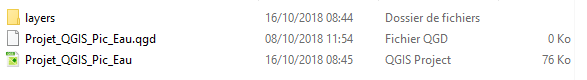 layers 16/10/2018 08:44 Dossier de fichiers
Projet_QGIS_Pic_Eau.qgd 08/10/2018 11:54 Fichier QGD 0 Ko
Projet_QGIS_Pic_Eau 16/10/2018 08:45 QGIS Project 76 Ko